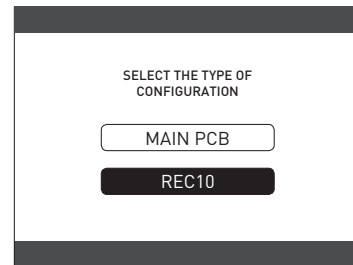 SELECT THE TYPE OF
CONFIGURATION
MAIN PCB
REC10